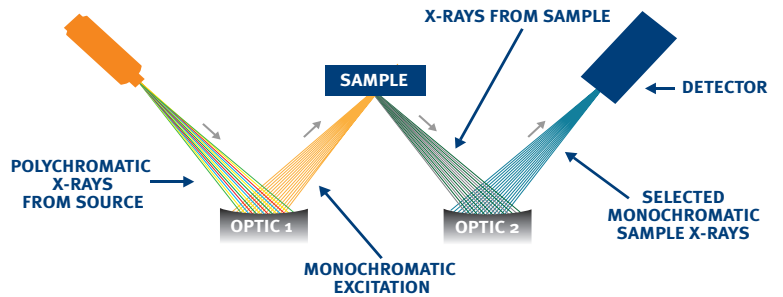 X-RAYS FROM SAMPLE
SAMPLE
DETECTOR
POLYCHROMATIC
X-RAYS
FROM SOURCE
OPTIC 1
OPTIC 2
SELECTED
MONOCHROMATIC
SAMPLE X-RAYS
MONOCHROMATIC
EXCITATION